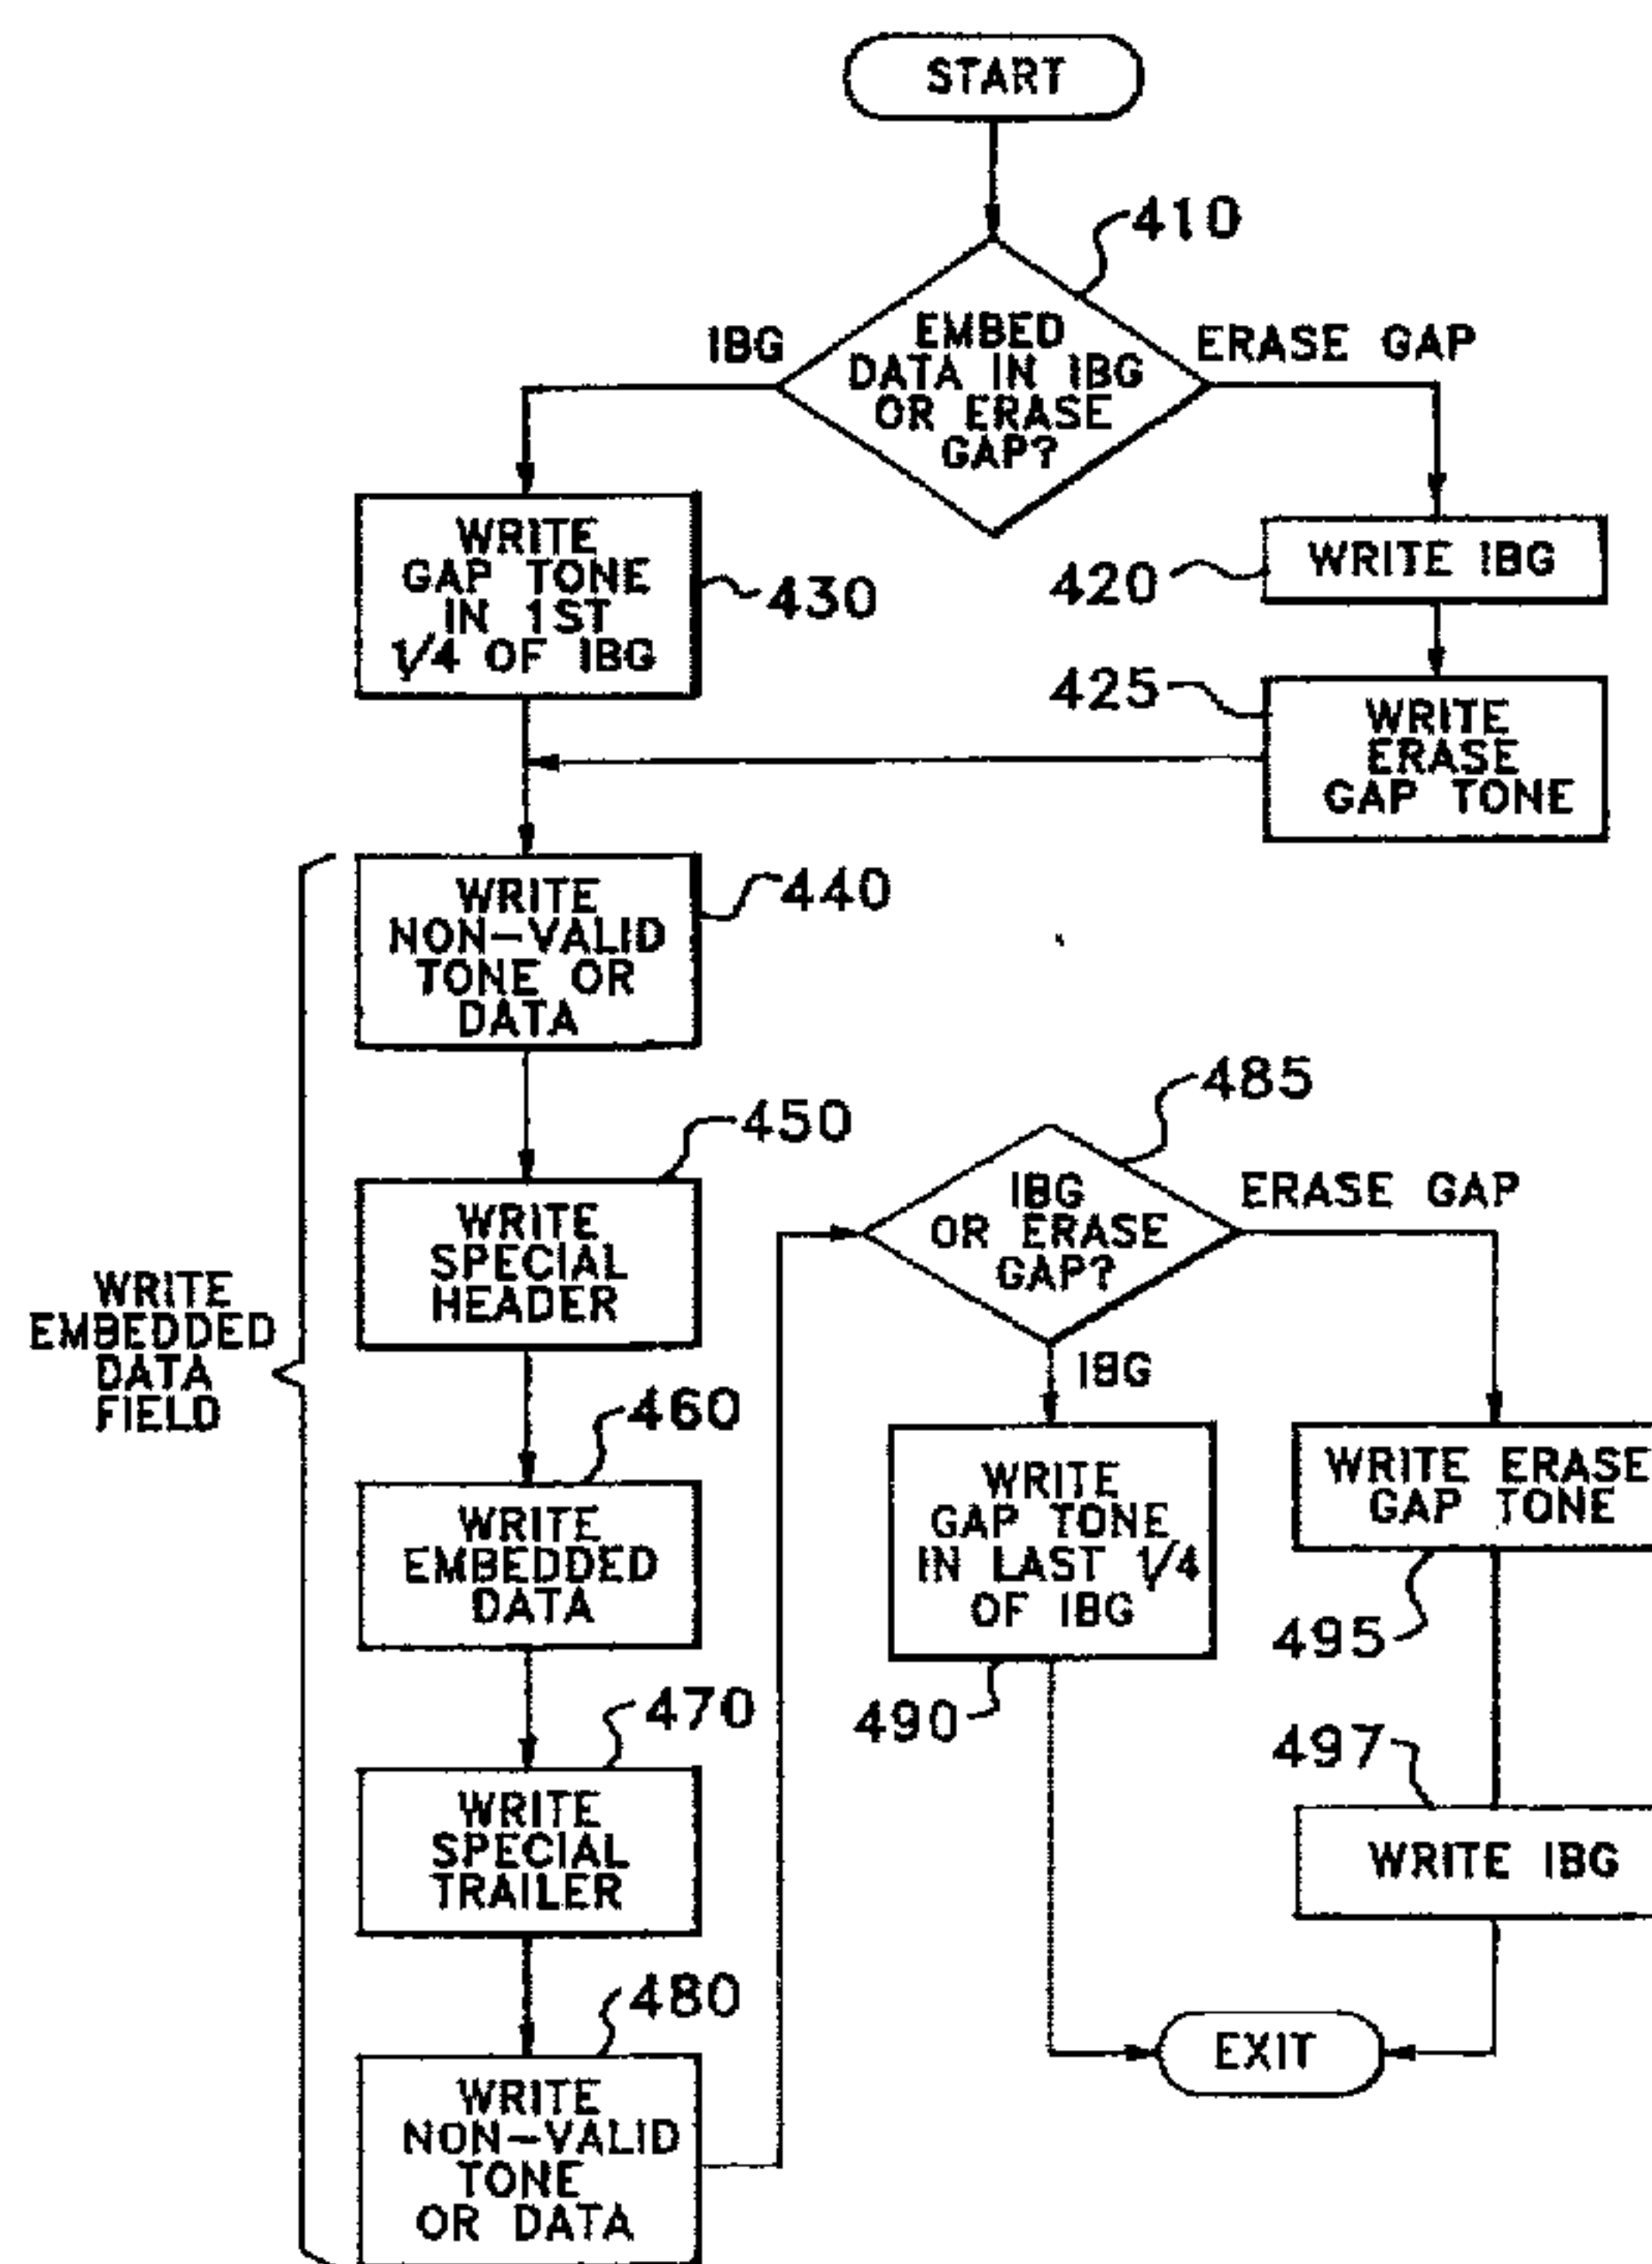 START
410
IBG
EMBED
DATA IN IBG
OR ERASE
GAP?
ERASE GAP
WRITE
GAP TONE
IN 1ST
1/4 OF IBG
430
420
WRITE IBG
425
WRITE
ERASE
GAP TONE
WRITE
NON-VALID
TONE OR
DATA
440
450
WRITE
SPECIAL
HEADER
WRITE
EMBEDDED
DATA
FIELD
460
WRITE
EMBEDDED
DATA
470
WRITE
SPECIAL
TRAILER
480
WRITE
NON-VALID
TONE
OR DATA
485
IBG
OR ERASE
GAP?
ERASE GAP
IBG
WRITE
GAP TONE
IN LAST 1/4
OF IBG
490
WRITE ERASE
GAP TONE
495
497
WRITE IBG
EXIT